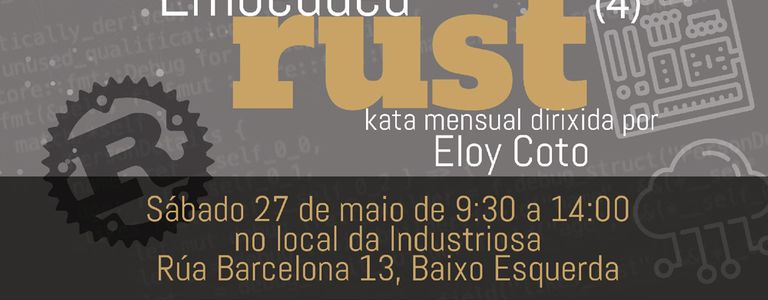 (4)
rust
kata mensual dirixida por
Eloy Coto
Sábado 27 de maio de 9:30 a 14:00
no local da Industriosa
Rúa Barcelona 13, Baixo Esquerda